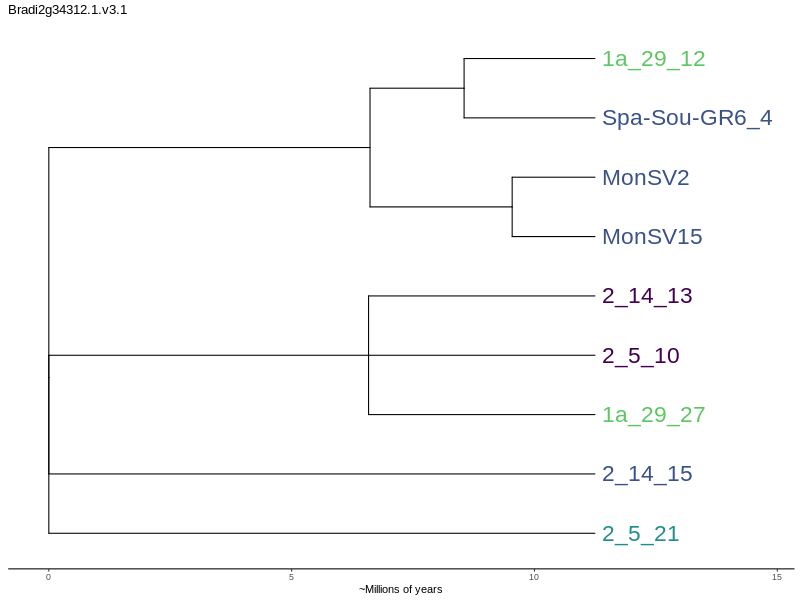 Bradi2g34312.1.v3.1
1a_29_12
Spa-Sou-GR6_4
MonSV2
MonSV15
2_14_13
2_5_10
1a_29_27
2_14_15
2_5_21
0 5 10 15
~Millions of years